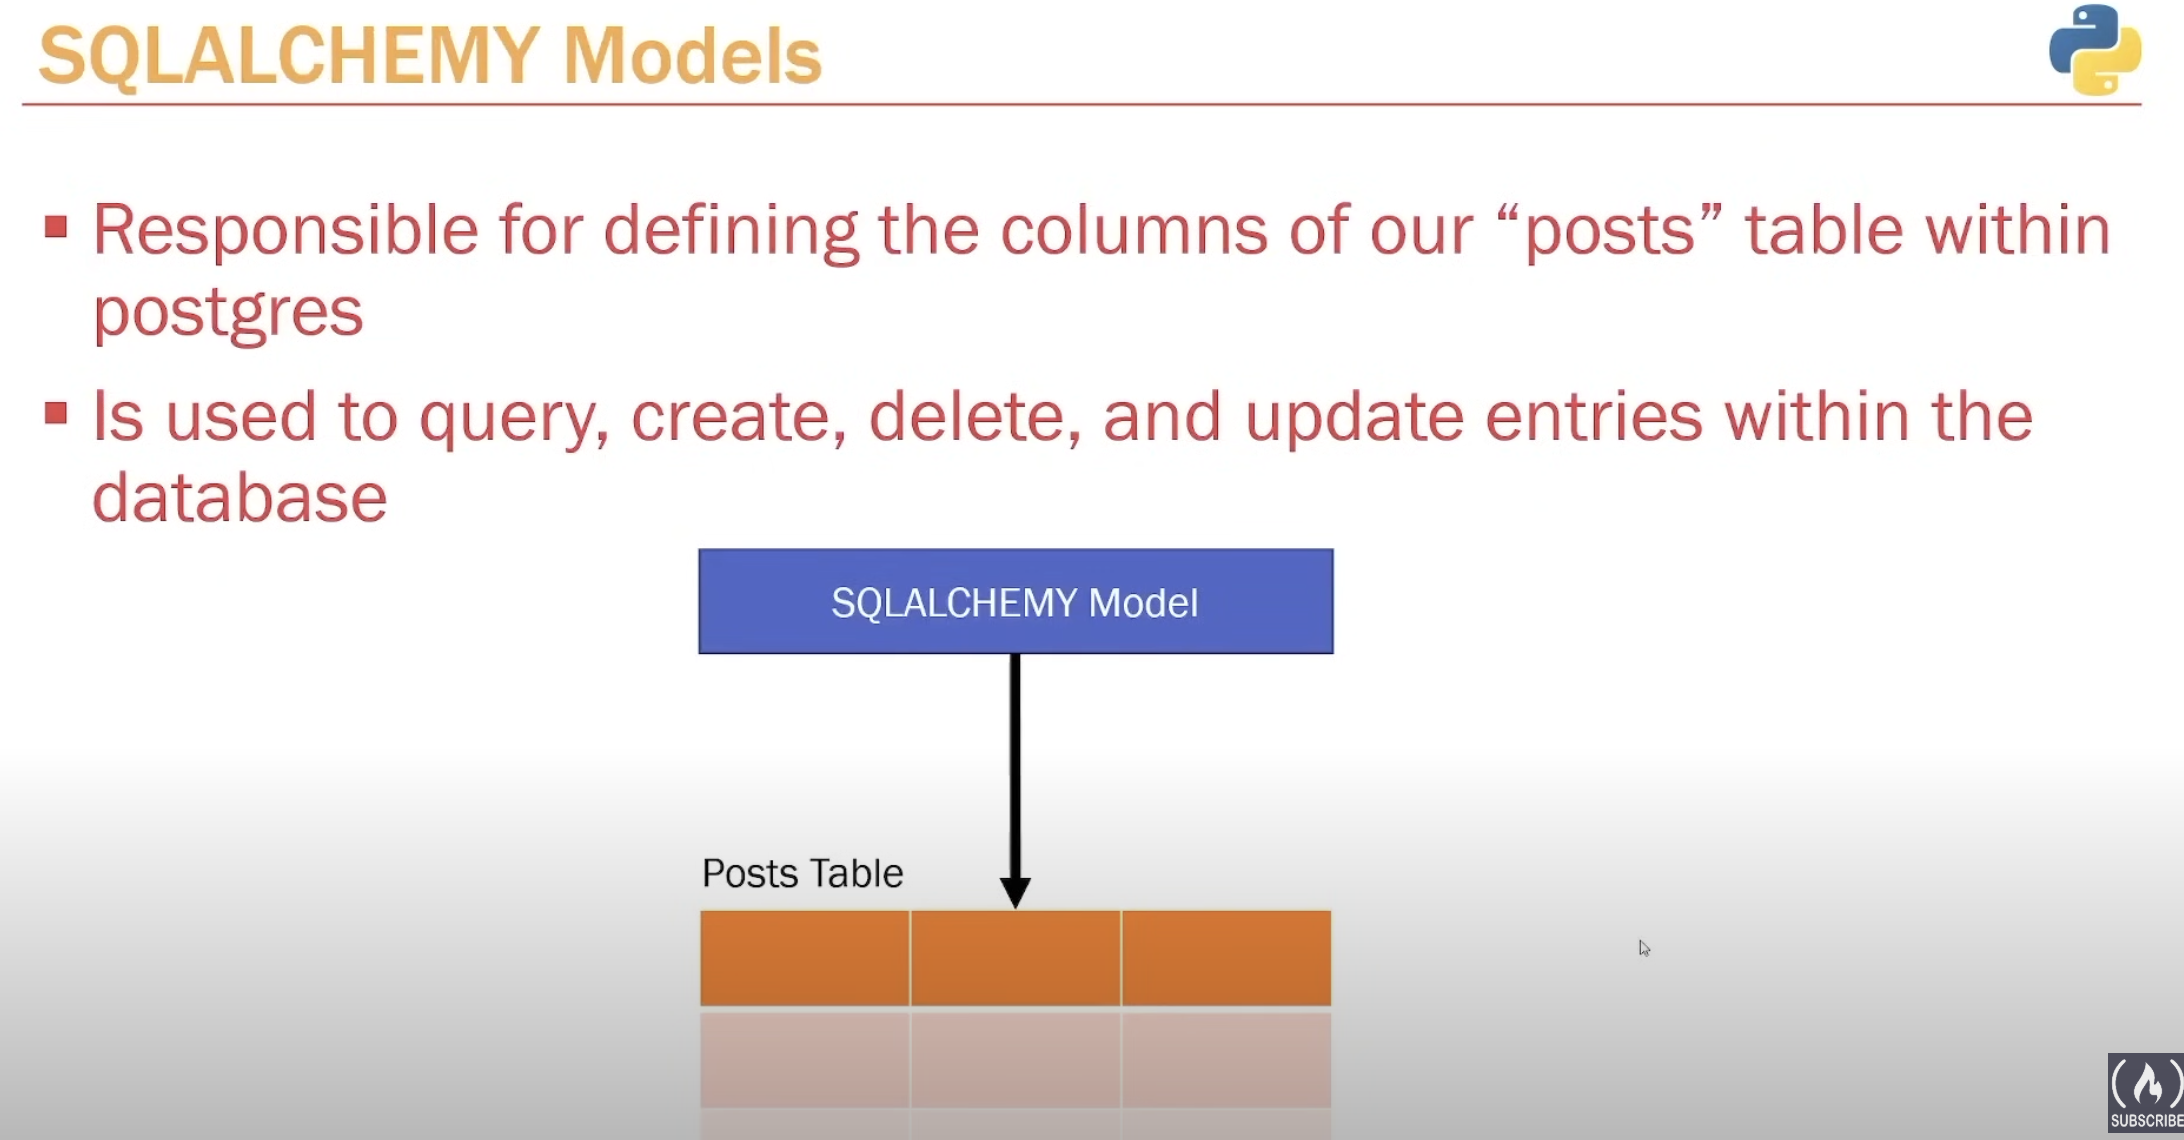 SQLALCHEMY Models
Responsible for defining the columns of our “posts” table within
postgres
Is used to query, create, delete, and update entries within the
database
SQLALCHEMY Model
Posts Table
SUBSCRIBE